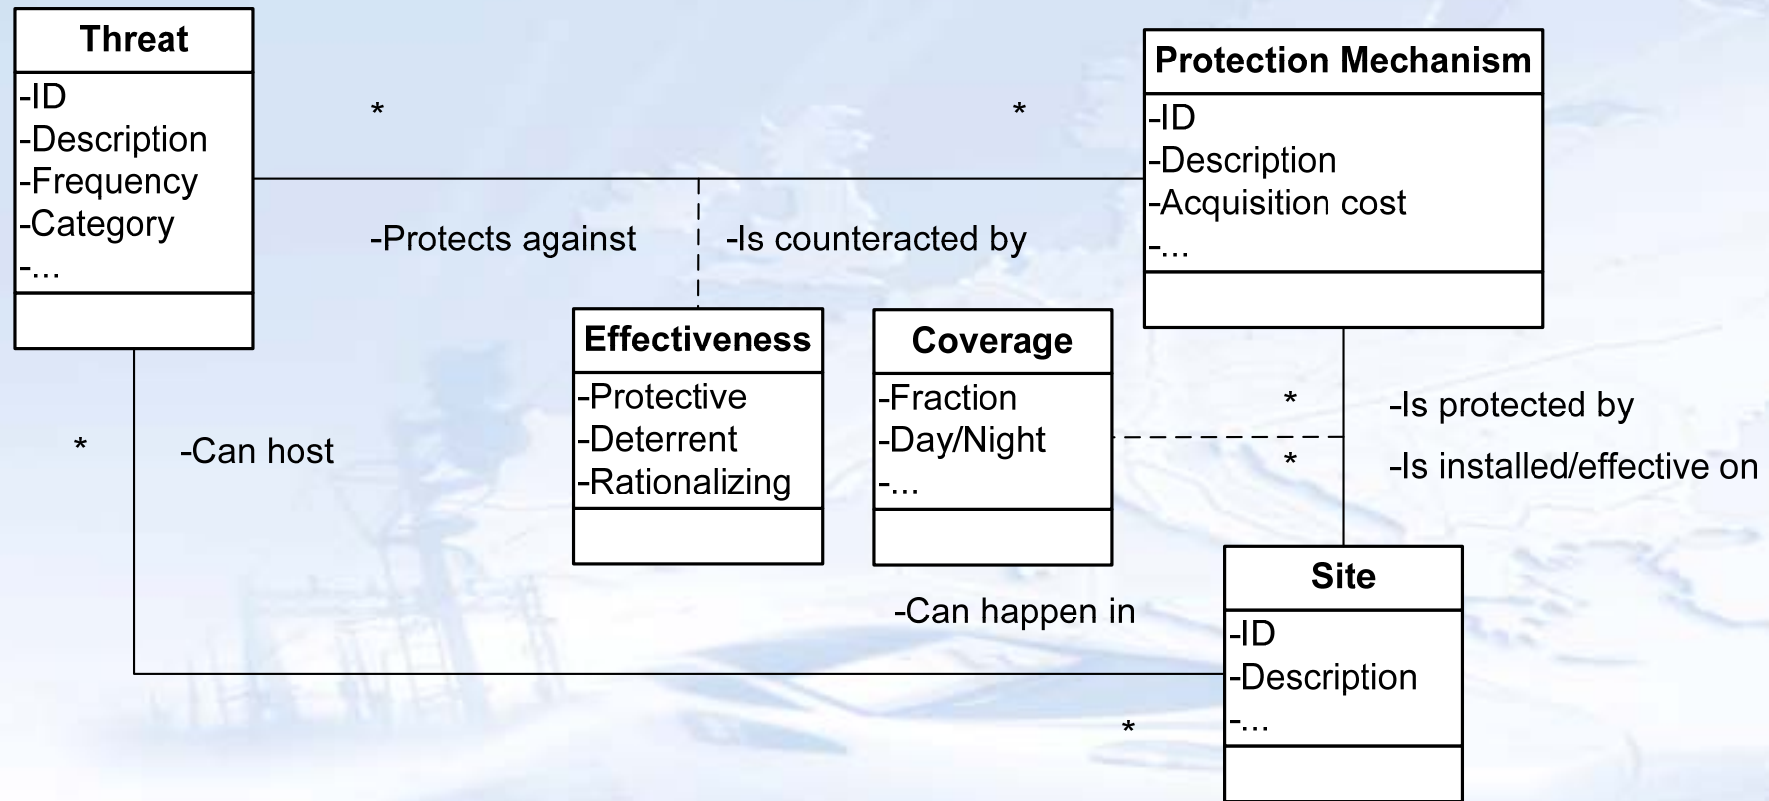 Threat
-ID
-Description
-Frequency
-Category
-...
*
*
-Protects against
-Is counteracted by
Protection Mechanism
-ID
-Description
-Acquisition cost
-...
Effectiveness
-Protective
-Deterrent
-Rationalizing
Coverage
-Fraction
-Day/Night
-...
*
-Is protected by
*
-Is installed/effective on
*
-Can host
-Can happen in
*
Site
-ID
-Description
-...